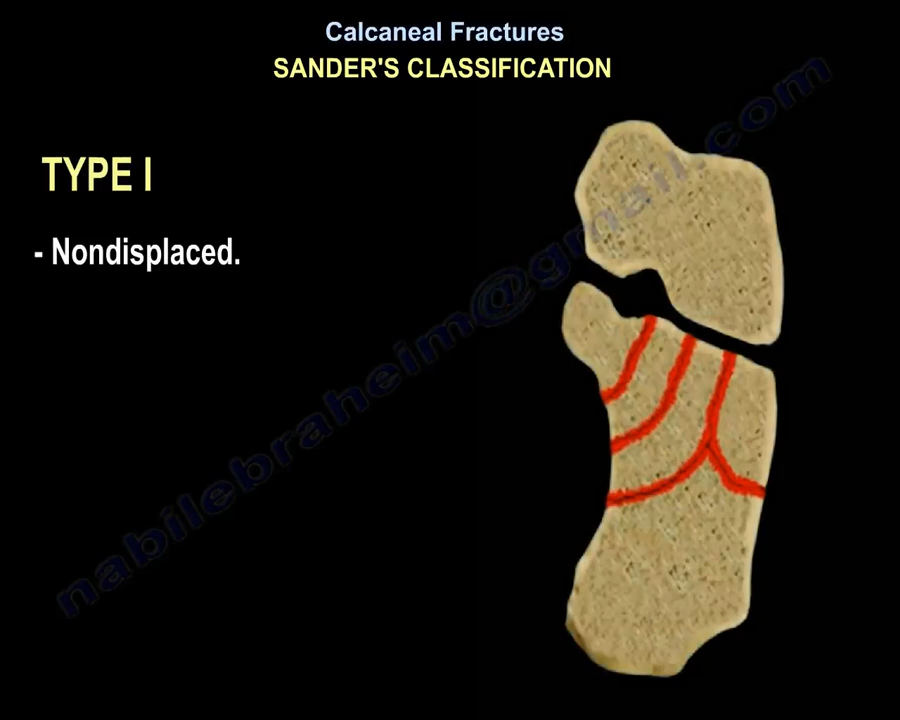 Calcaneal Fractures
SANDER'S CLASSIFICATION
TYPE I
- Nondisplaced.
nabilebraheim@gmail.com